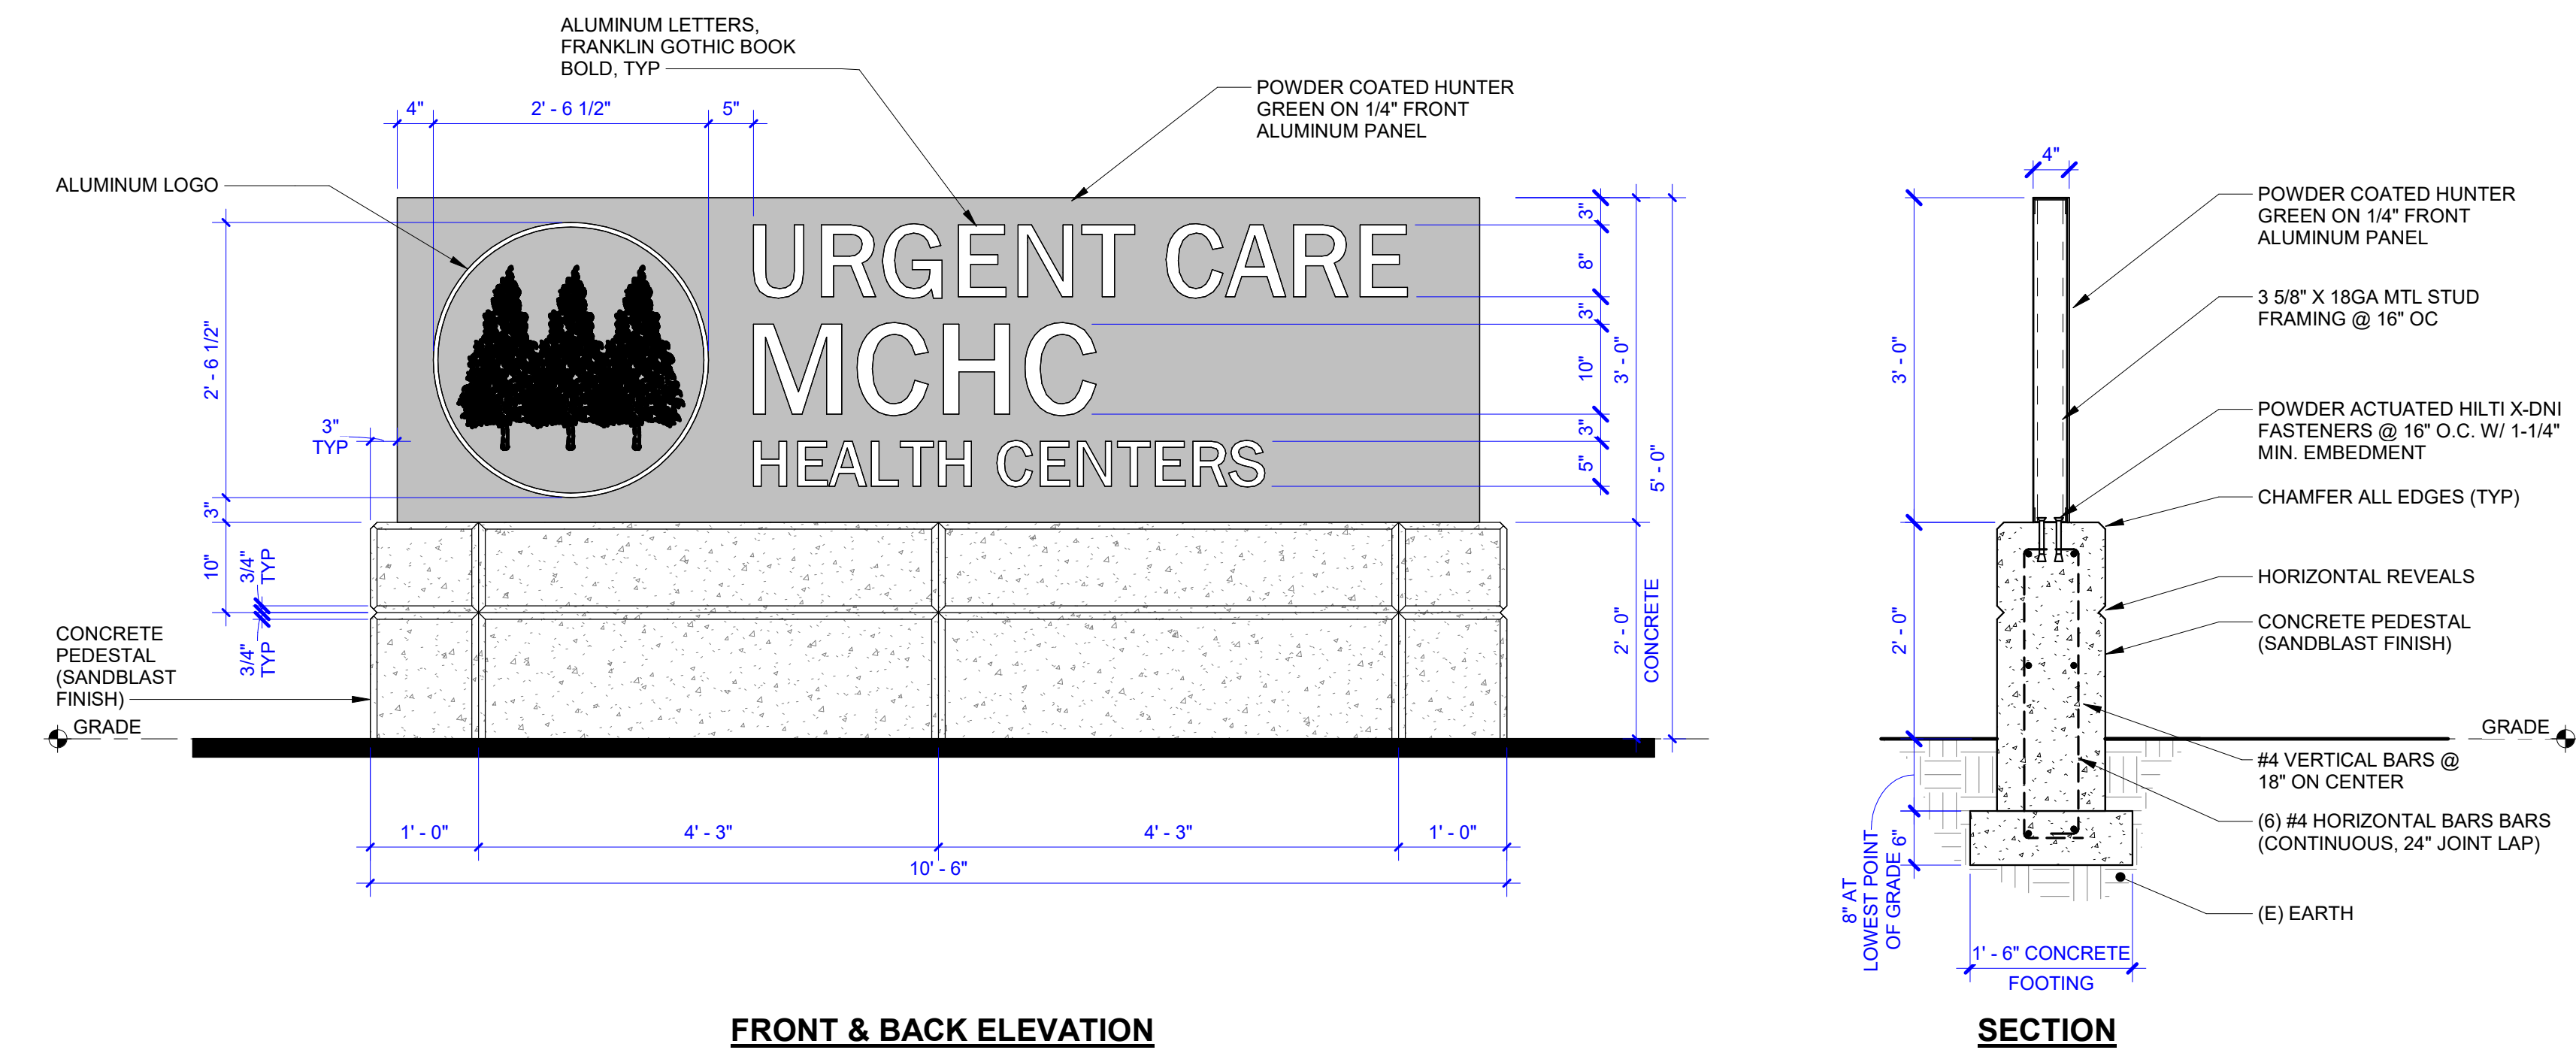 ALUMINUM LETTERS,
FRANKLIN GOTHIC BOOK
BOLD, TYP
POWDER COATED HUNTER
GREEN ON 1/4" FRONT
ALUMINUM PANEL
4"
2' - 6 1/2"
5"
ALUMINUM LOGO
URGENT CARE
MCHC
HEALTH CENTERS
2' - 6 1/2"
3"
TYP
3"
10"
3/4"
TYP
3/4"
TYP
CONCRETE
PEDESTAL
(SANDBLAST
FINISH)
GRADE
3"
8"
3"
10"
3"
5"
3' - 0"
5' - 0"
2' - 0"
CONCRETE
1' - 0"
4' - 3"
4' - 3"
1' - 0"
10' - 6"
FRONT & BACK ELEVATION
4"
POWDER COATED HUNTER
GREEN ON 1/4" FRONT
ALUMINUM PANEL
3 5/8" X 18GA MTL STUD
FRAMING @ 16" OC
POWDER ACTUATED HILTI X-DNI
FASTENERS @ 16" O.C. W/ 1-1/4"
MIN. EMBEDMENT
CHAMFER ALL EDGES (TYP)
HORIZONTAL REVEALS
CONCRETE PEDESTAL
(SANDBLAST FINISH)
GRADE
#4 VERTICAL BARS @
18" ON CENTER
(6) #4 HORIZONTAL BARS BARS
(CONTINUOUS, 24" JOINT LAP)
(E) EARTH
3' - 0"
2' - 0"
8" AT
LOWEST POINT
OF GRADE
6"
1' - 6" CONCRETE
FOOTING
SECTION